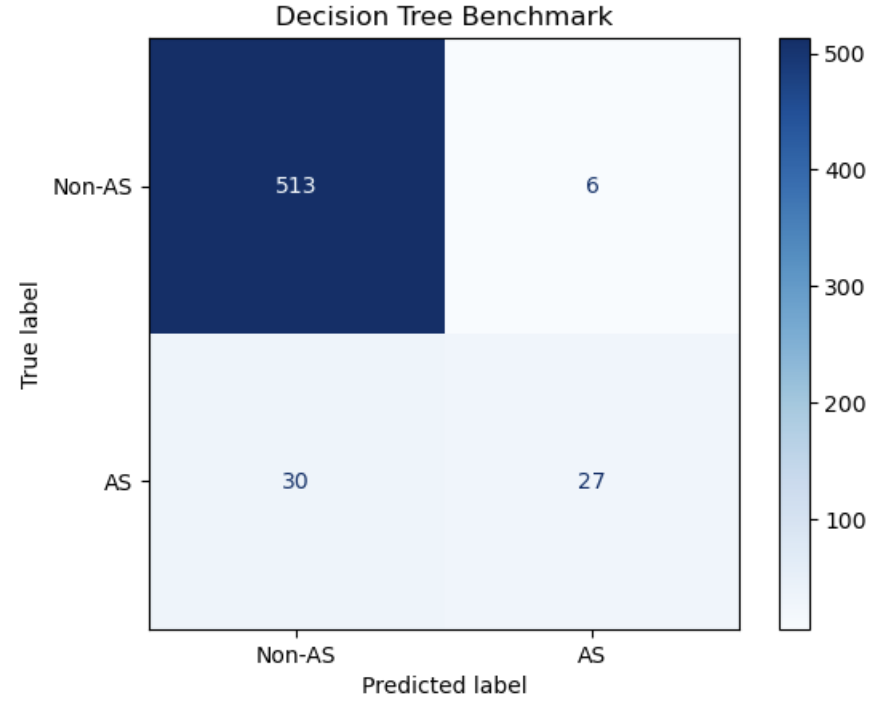 Decision Tree Benchmark
500
Non-AS
513
6
400
300
True label
200
AS
30
27
100
Non-AS
AS
Predicted label